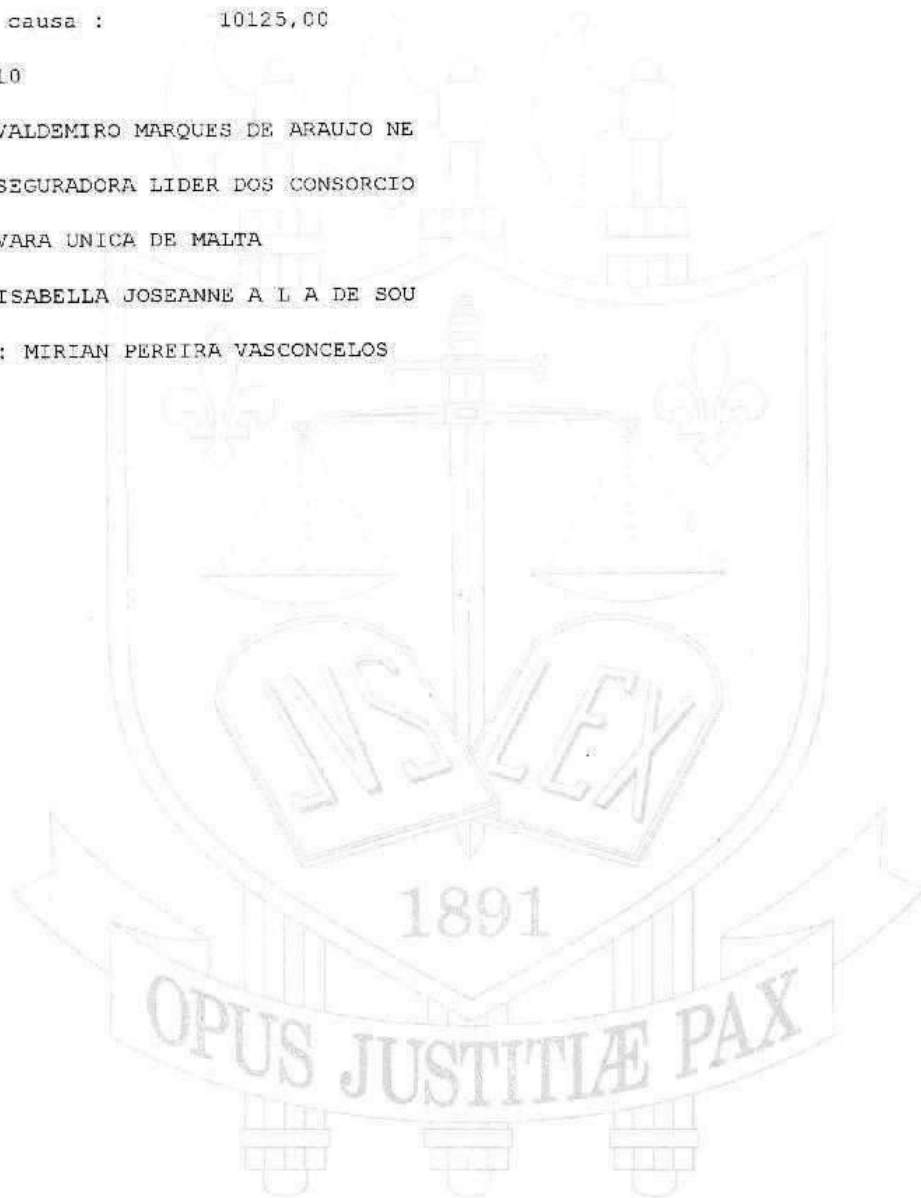 causa : 10125,00
10
VALDEMIRO MARQUES DE ARAUJO NE
SEGURADORA LIDER DOS CONSORCIO
VARA UNICA DE MALTA
ISABELLA JOSEANNE A L A DE SOU
: MIRIAN PEREIRA VASCONCELOS
JVS LEX
1891
OPUS JUSTITIÆ PAX